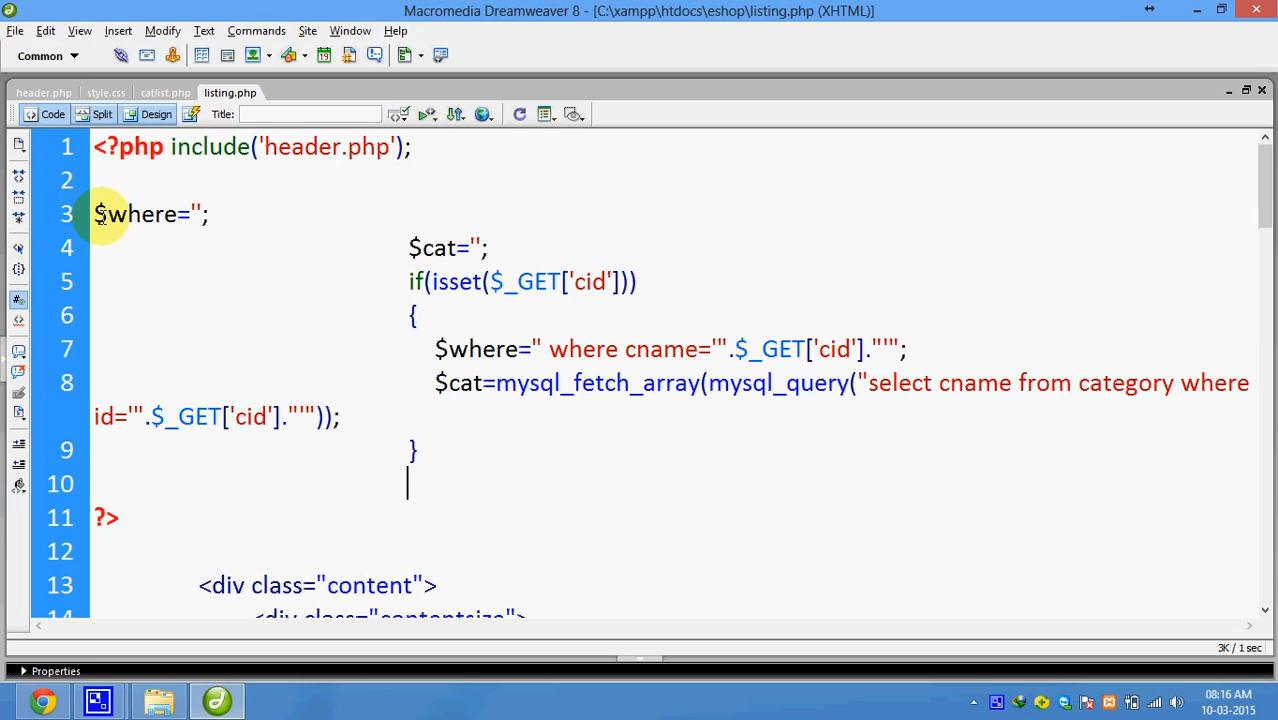 Macromedia Dreamweaver 8 - [C:\xampp\htdocs\eshop\listing.php (XHTML)]
File Edit View Insert Modify Text Commands Site Window Help
Common
header.php style.css catlist.php listing.php
Code Split Design Title:
1 <?php include('header.php');
2
3 $where='';
4 $cat='';
5 if(isset($_GET['cid']))
6 {
7 $where=" where cname='".$_GET['cid']."'";
8 $cat=mysql_fetch_array(mysql_query("select cname from category where
id='".$_GET['cid']."'"));
9 }
10
11 ?>
12
13 <div class="content">
14 <div class="contentsize">
3K / 1 sec
Properties
08:16 AM
10-03-2015